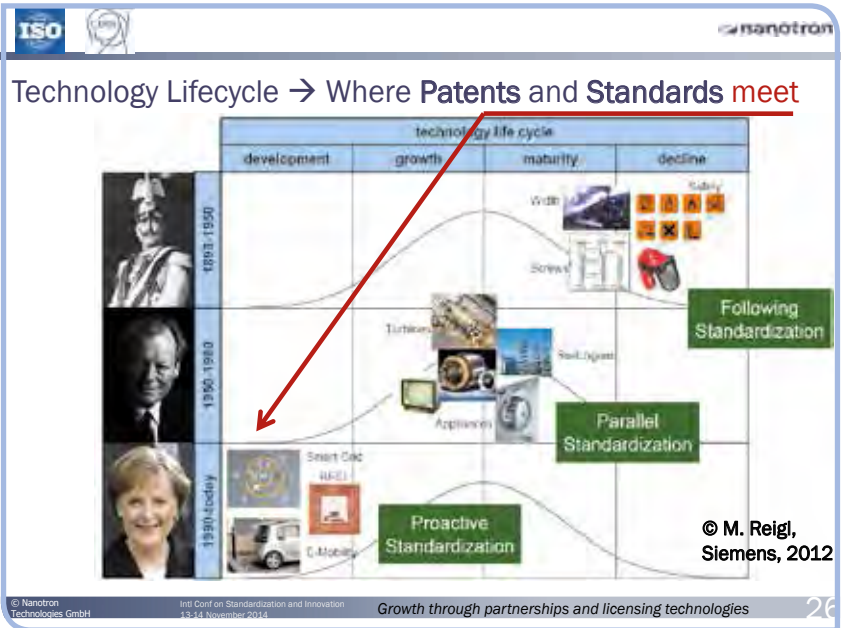 ISO
nanotron
Technology Lifecycle → Where Patents and Standards meet
technology life cycle
development growth maturity decline
1893-1950
Width
Safety
Screws
Following
Standardization
1950-1980
Turbines
Appliances
Parallel
Standardization
1990-today
Smart Grid
RFID
E-Mobility
Proactive
Standardization
© M. Reigl,
Siemens, 2012
© Nanotron
Technologies GmbH
Intl Conf on Standardization and Innovation
13-14 November 2014
Growth through partnerships and licensing technologies
26